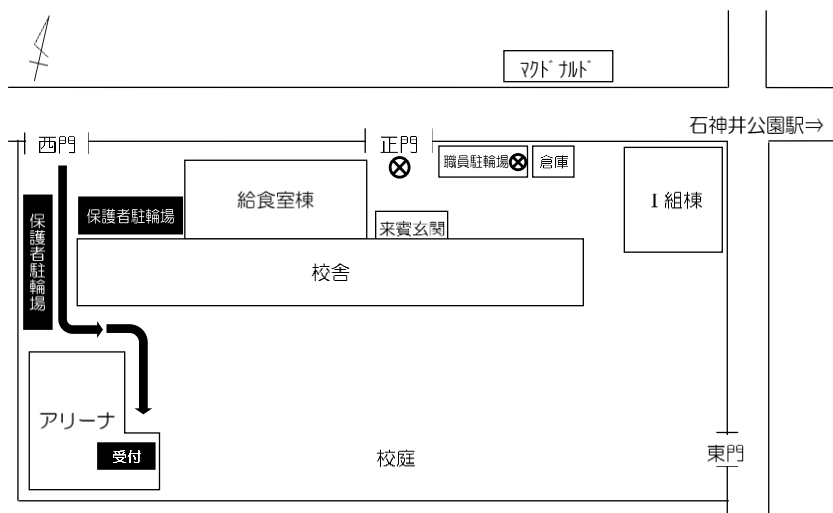 マクドナルド
石神井公園駅⇒
西門
正門
職員駐輪場
倉庫
Ⅰ組棟
給食室棟
保護者駐輪場
保護者駐輪場
来賓玄関
校舎
アリーナ
受付
校庭
東門